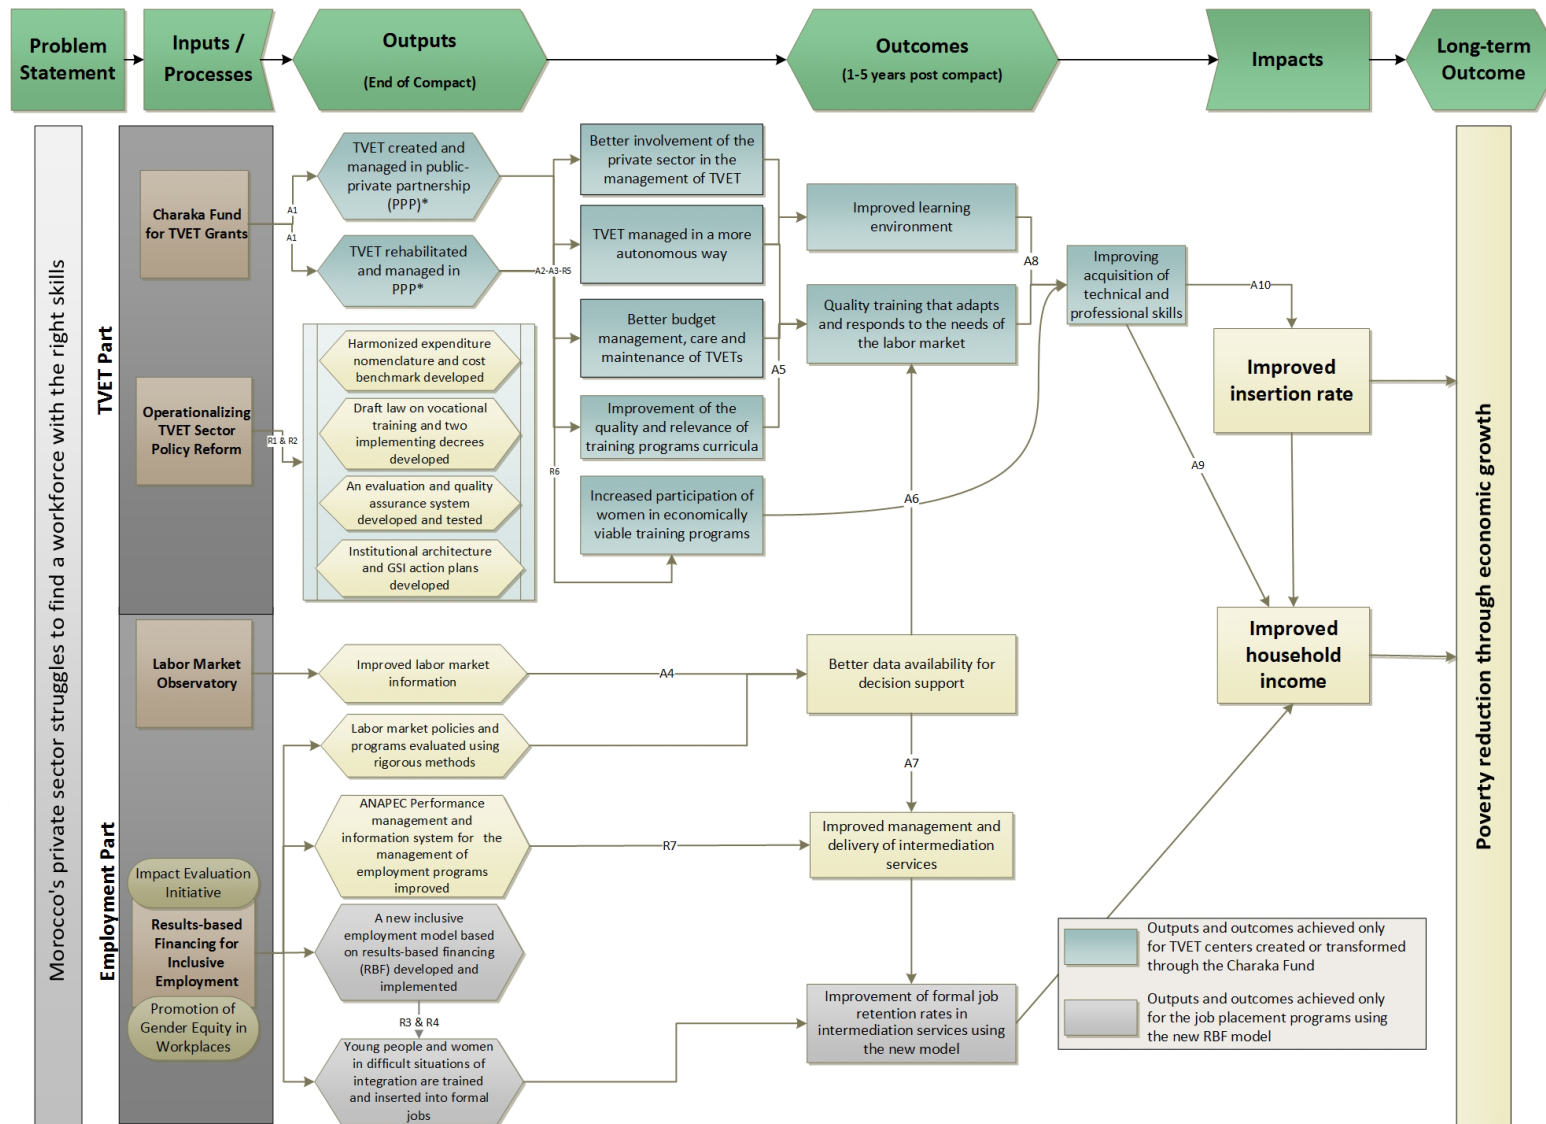 Problem
Statement
Inputs /
Processes
Outputs
(End of Compact)
Outcomes
(1-5 years post compact)
Impacts
Long-term
Outcome
Morocco's private sector struggles to find a workforce with the right skills
TVET Part
Employment Part
Charaka Fund
for TVET Grants
Operationalizing
TVET Sector
Policy Reform
Labor Market
Observatory
Impact Evaluation
Initiative
Results-based
Financing for
Inclusive
Employment
Promotion of
Gender Equity in
Workplaces
A1
A1
R1 & R2
TVET created and
managed in public-
private partnership
(PPP)*
TVET rehabilitated
and managed in
PPP*
Harmonized expenditure
nomenclature and cost
benchmark developed
Draft law on vocational
training and two
implementing decrees
developed
An evaluation and quality
assurance system
developed and tested
Institutional architecture
and GSI action plans
developed
Improved labor market
information
Labor market policies and
programs evaluated using
rigorous methods
ANAPEC Performance
management and
information system for the
management of
employment programs
improved
A new inclusive
employment model based
on results-based financing
(RBF) developed and
implemented
R3 & R4
Young people and women
in difficult situations of
integration are trained
and inserted into formal
jobs
A2-A3-R5
R6
Better involvement of the
private sector in the
management of TVET
TVET managed in a more
autonomous way
Better budget
management, care and
maintenance of TVETs
Improvement of the
quality and relevance of
training programs curricula
Increased participation of
women in economically
viable training programs
A5
A4
R7
Improved learning
environment
Quality training that adapts
and responds to the needs of
the labor market
A6
Better data availability for
decision support
A7
Improved management and
delivery of intermediation
services
Improvement of formal job
retention rates in
intermediation services using
the new model
A8
Improving
acquisition of
technical and
professional skills
A10
A9
Improved
insertion rate
Improved
household
income
Outputs and outcomes achieved only
for TVET centers created or transformed
through the Charaka Fund
Outputs and outcomes achieved only
for the job placement programs using
the new RBF model
Poverty reduction through economic growth